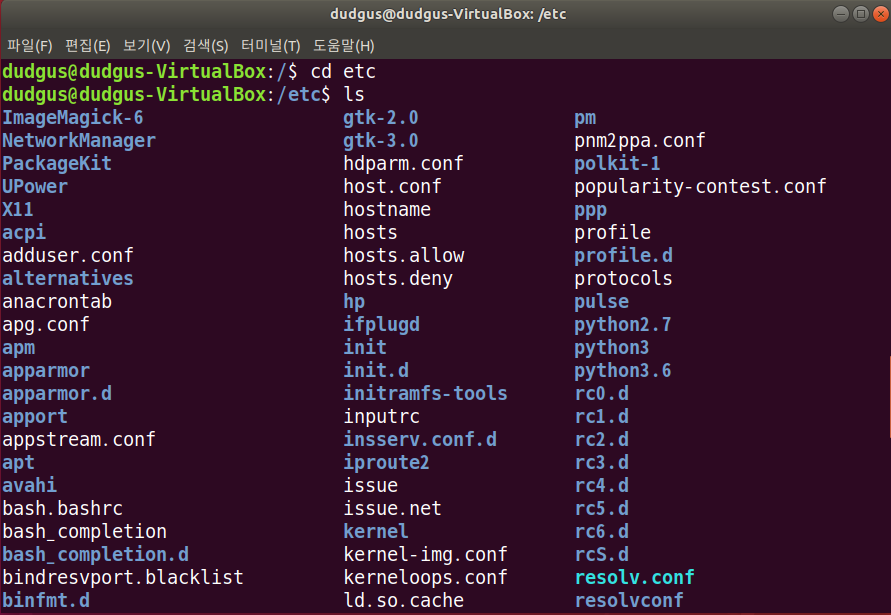 dudgus@dudgus-VirtualBox: /etc
파일(F) 편집(E) 보기(V) 검색(S) 터미널(T) 도움말(H)
dudgus@dudgus-VirtualBox:/$ cd etc
dudgus@dudgus-VirtualBox:/etc$ ls
ImageMagick-6 gtk-2.0 pm
NetworkManager gtk-3.0 pnm2ppa.conf
PackageKit hdparm.conf polkit-1
UPower host.conf popularity-contest.conf
X11 hostname ppp
acpi hosts profile
adduser.conf hosts.allow profile.d
alternatives hosts.deny protocols
anacrontab hp pulse
apg.conf ifplugd python2.7
apm init python3
apparmor init.d python3.6
apparmor.d initramfs-tools rc0.d
apport inputrc rc1.d
appstream.conf insserv.conf.d rc2.d
apt iproute2 rc3.d
avahi issue rc4.d
bash.bashrc issue.net rc5.d
bash_completion kernel rc6.d
bash_completion.d kernel-img.conf rcS.d
bindresvport.blacklist kerneloops.conf resolv.conf
binfmt.d ld.so.cache resolvconf